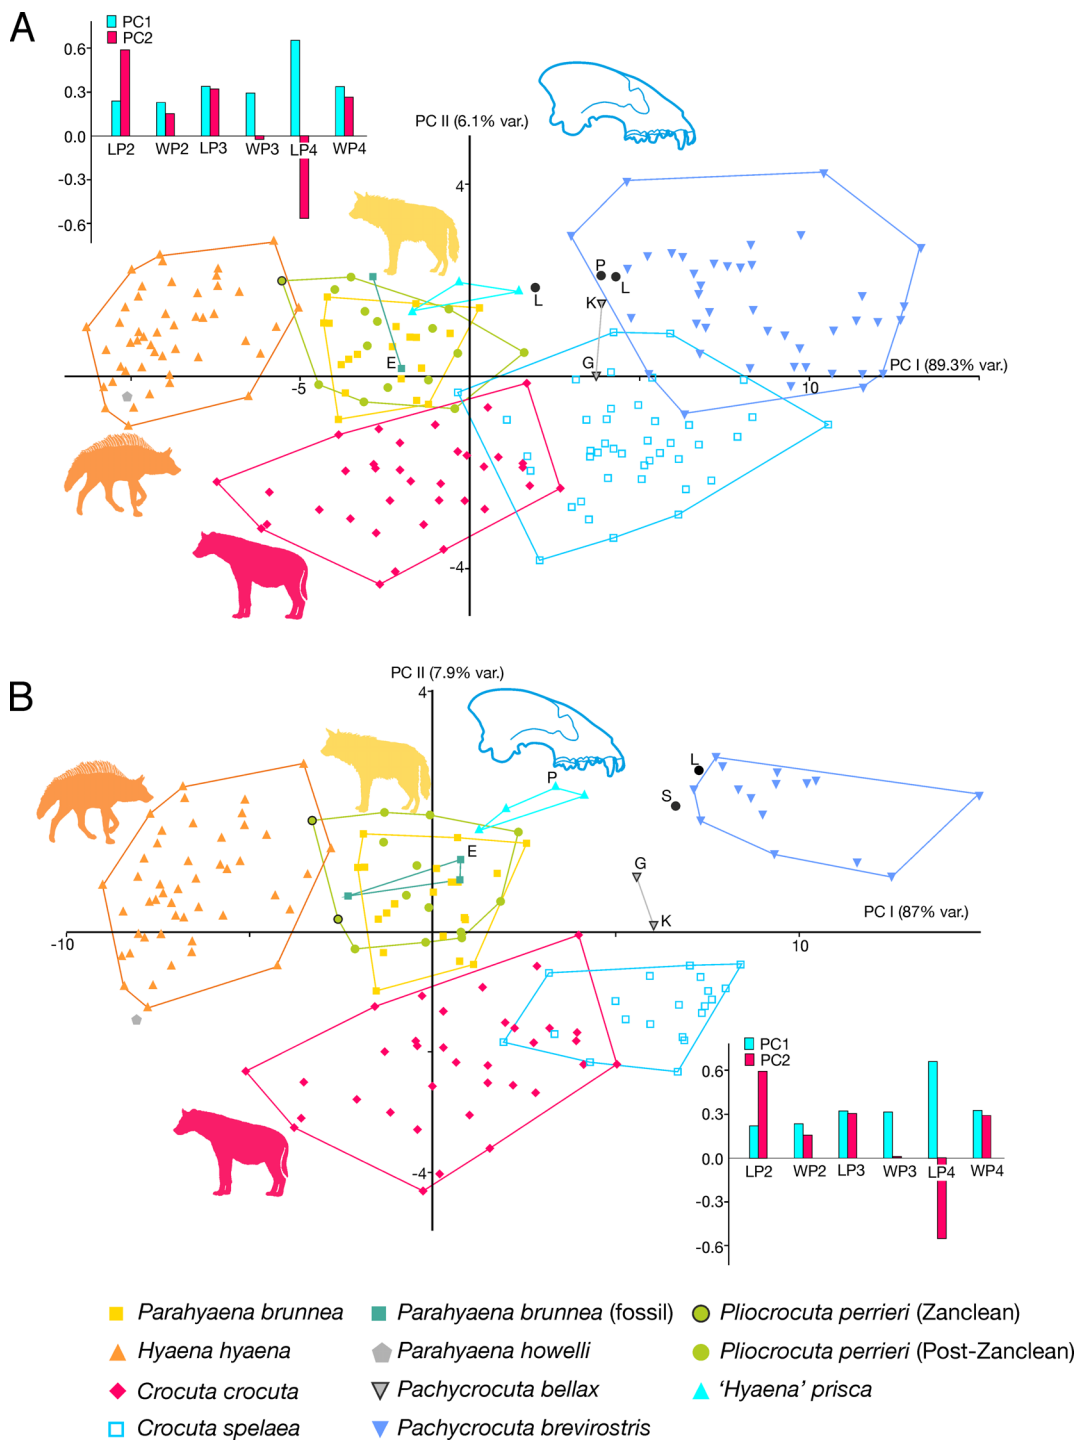 A
PC1
PC2
0.6
0.3
0.0
-0.3
-0.6
LP2 WP2 LP3 WP3 LP4 WP4
PC II (6.1% var.)
4
P
L
L
K
E
G
PC I (89.3% var.)
-5
10
-4
B
PC II (7.9% var.)
4
P
L
S
E
G
K
PC I (87% var.)
-10
10
-4
PC1
PC2
0.6
0.3
0.0
-0.3
-0.6
LP2 WP2 LP3 WP3 LP4 WP4
Parahyaena brunnea
Parahyaena brunnea (fossil)
Pliocrocuta perrieri (Zanclean)
Hyaena hyaena
Parahyaena howelli
Pliocrocuta perrieri (Post-Zanclean)
Crocuta crocuta
Pachycrocuta bellax
‘Hyaena’ prisca
Crocuta spelaea
Pachycrocuta brevirostris